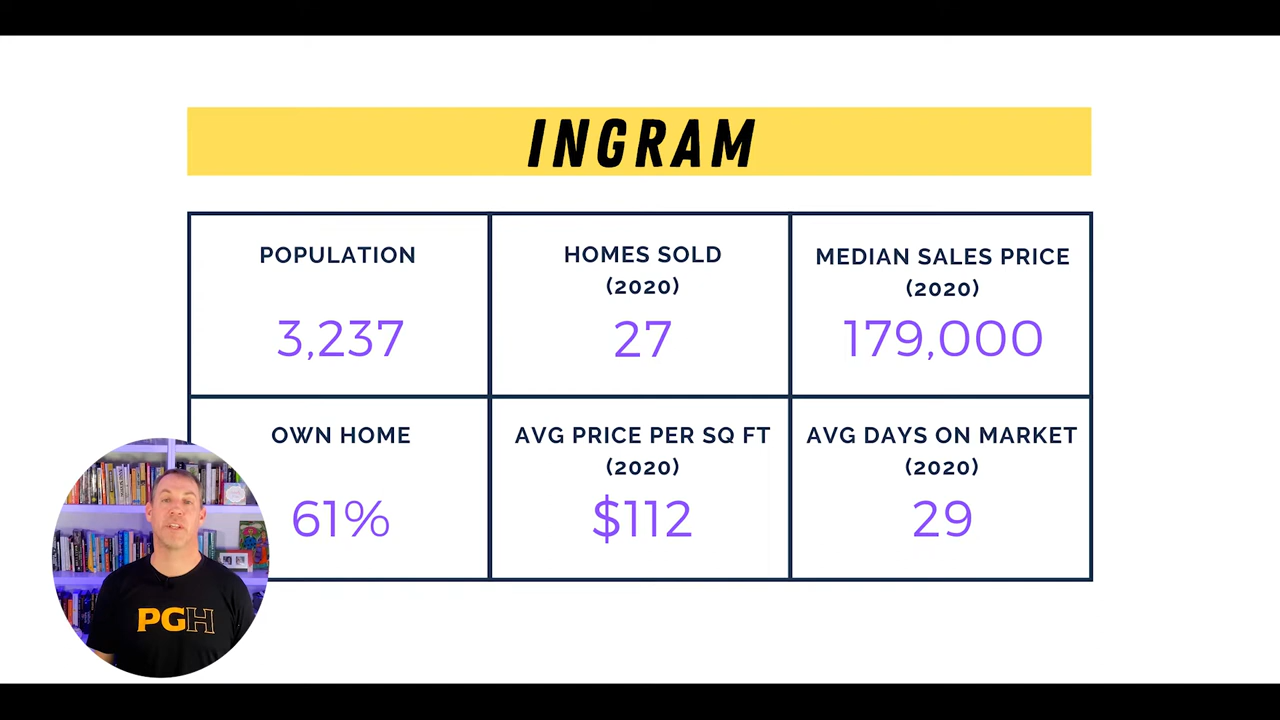 INGRAM
POPULATION
3,237
HOMES SOLD
(2020)
27
MEDIAN SALES PRICE
(2020)
179,000
OWN HOME
61%
AVG PRICE PER SQ FT
(2020)
$112
AVG DAYS ON MARKET
(2020)
29
PGH